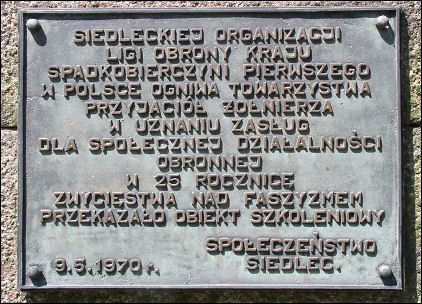 SIEDLECKIEJ ORGANIZACJI
LIGI OBRONY KRAJU
SPADKOBIERCZYNI PIERWSZEGO
W POLSCE OGNIWA TOWARZYSTWA
PRZYJACIÓŁ ŻOŁNIERZA
W UZNANIU ZASŁUG
DLA SPOŁECZNEJ DZIAŁALNOŚCI
OBRONNEJ
W 25 ROCZNICĘ
ZWYCIĘSTWA NAD FASZYZMEM
PRZEKAZAŁO OBIEKT SZKOLENIOWY
SPOŁECZEŃSTWO
9.5.1970 r. SIEDLEC.